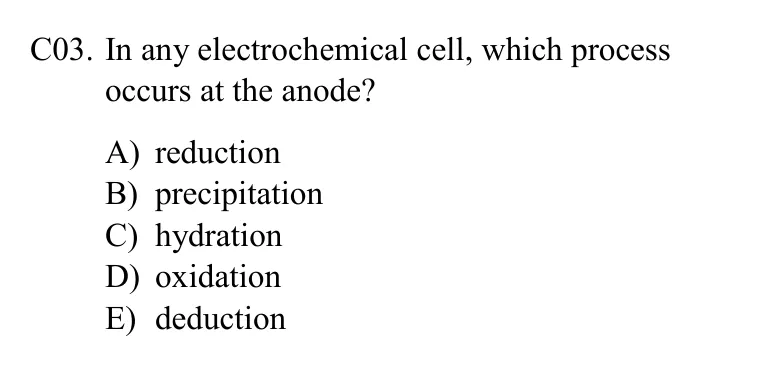 C03. In any electrochemical cell, which process
occurs at the anode?
A) reduction
B) precipitation
C) hydration
D) oxidation
E) deduction